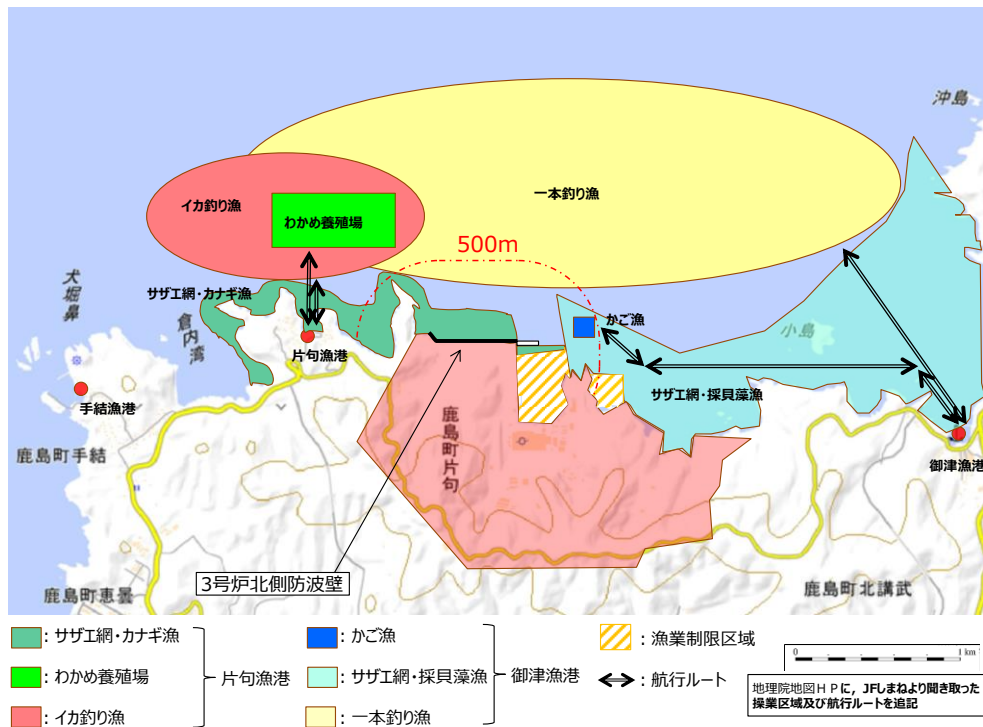 沖島
一本釣り漁
イカ釣り漁
わかめ養殖場
500m
サザエ網・カナギ漁
犬堀鼻
倉内湾
かご漁
小島
片句漁港
サザエ網・採貝藻漁
手結漁港
鹿島町片句
鹿島町手結
御津漁港
3号炉北側防波壁
鹿島町恵曇
鹿島町北講武
: サザエ網・カナギ漁
: わかめ養殖場
: イカ釣り漁
片句漁港
: かご漁
: サザエ網・採貝藻漁
: 一本釣り漁
御津漁港
: 漁業制限区域
: 航行ルート
0 1 km
地理院地図ＨＰに，JFしまねより聞き取った
操業区域及び航行ルートを追記